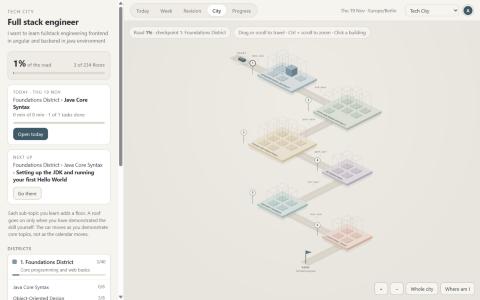 TECH CITY
Full stack engineer
I want to learn fullstack engineering frontend
in angular and backend in java environment
1% of the road
2 of 234 floors
TODAY · THU 19 NOV
Foundations District › Java Core
Syntax
0 min of 0 min · 1 of 1 tasks done
Open today
NEXT UP
Foundations District › Java Core Syntax
› Setting up the JDK and running
your first Hello World
Go there
Each sub-topic you learn adds a floor. A roof
goes on only when you have demonstrated the
skill yourself. The car moves as you demonstrate
core topics, not as the calendar moves.
DISTRICTS
1. Foundations District
Core programming and web basics
Java Core Syntax
Object-Oriented Design
Today
Week
Revision
City
Progress
Thu 19 Nov · Europe/Berlin
Tech City
A
Road 1% · checkpoint 1: Foundations District
Drag or scroll to travel · Ctrl + scroll to zoom · Click a building
+
−
Whole city
Where am I